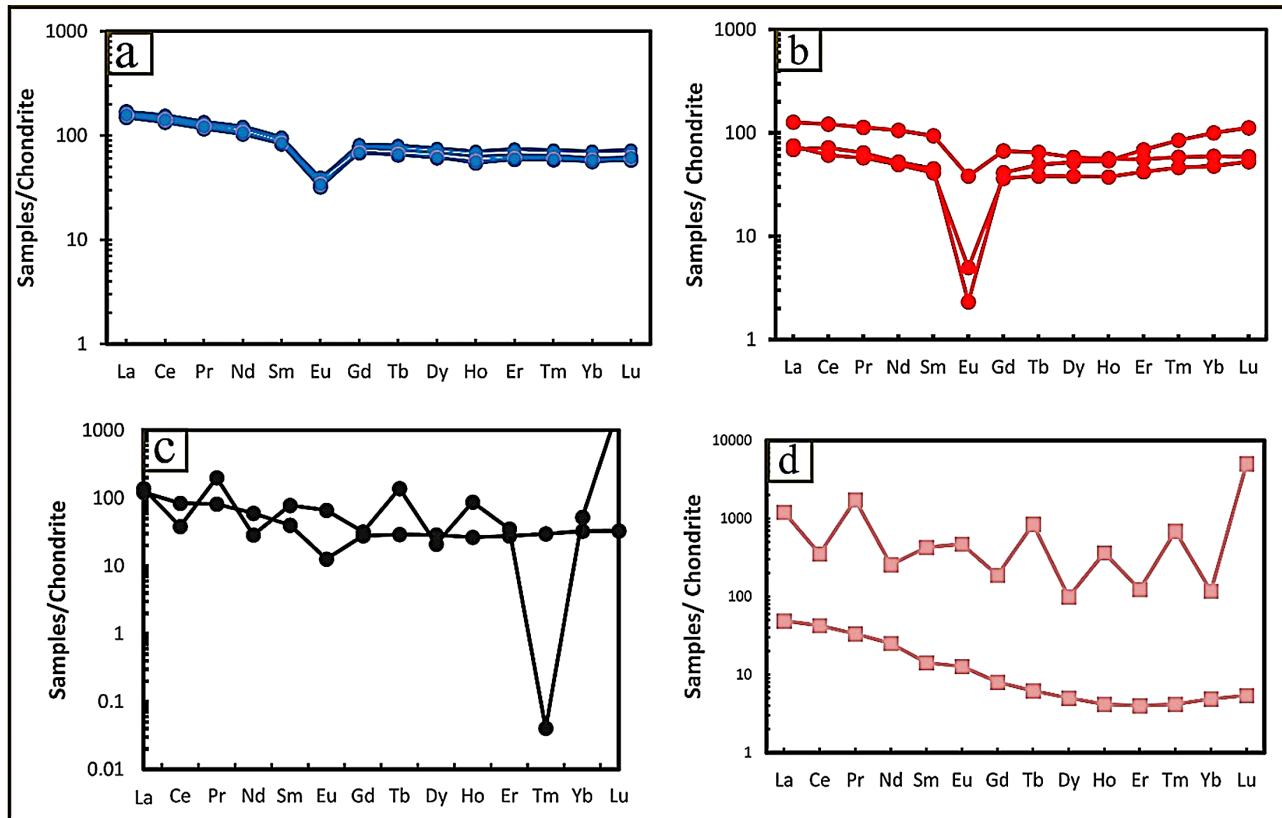 a
1000
100
10
1
Samples/Chondrite
La Ce Pr Nd Sm Eu Gd Tb Dy Ho Er Tm Yb Lu
b
1000
100
10
1
Samples/ Chondrite
La Ce Pr Nd Sm Eu Gd Tb Dy Ho Er Tm Yb Lu
c
1000
100
10
1
0.1
0.01
Samples/Chondrite
La Ce Pr Nd Sm Eu Gd Tb Dy Ho Er Tm Yb Lu
d
10000
1000
100
10
1
Samples/ Chondrite
La Ce Pr Nd Sm Eu Gd Tb Dy Ho Er Tm Yb Lu